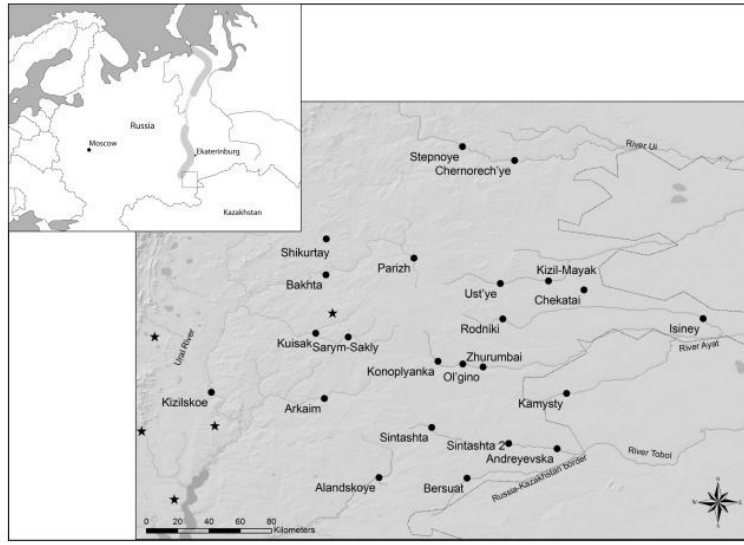 Russia
Moscow
Ekaterinburg
Kazakhstan
River Ui
Stepnoye
Chernorech'ye
Shikurtay
Parizh
Bakhta
Kizil-Mayak
Ust'ye
Chekatai
Rodniki
Isiney
Kuisak
Sarym-Sakly
Ural River
River Ayat
Zhurumbai
Konoplyanka
Ol'gino
Kizilskoe
Arkaim
Kamysty
Sintashta
Sintashta 2
Andreyevska
River Tobol
Russia-Kazakhstan border
Alandskoye
Bersuat
0 20 40 60 80
Kilometers
N